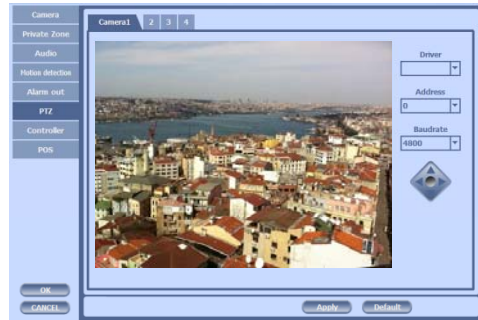 Camera
Private Zone
Audio
Motion detection
Alarm out
PTZ
Controller
POS
OK
CANCEL
Camera1 2 3 4
Driver
Address
0
Baudrate
4800
Apply Default